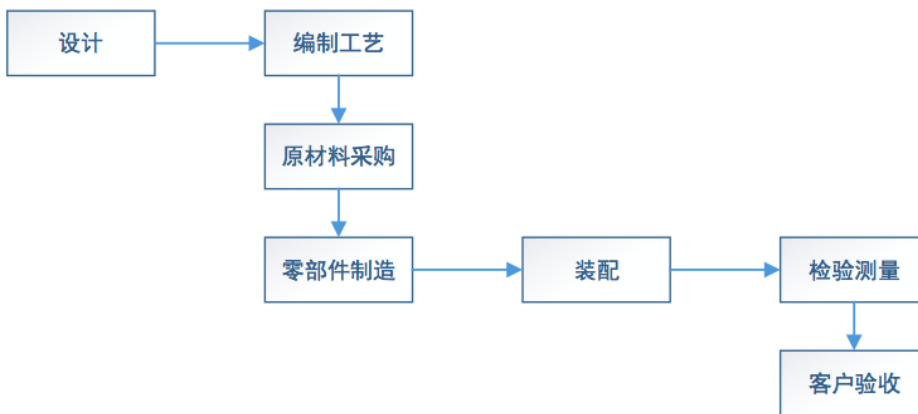 设计
编制工艺
原材料采购
零部件制造
装配
检验测量
客户验收